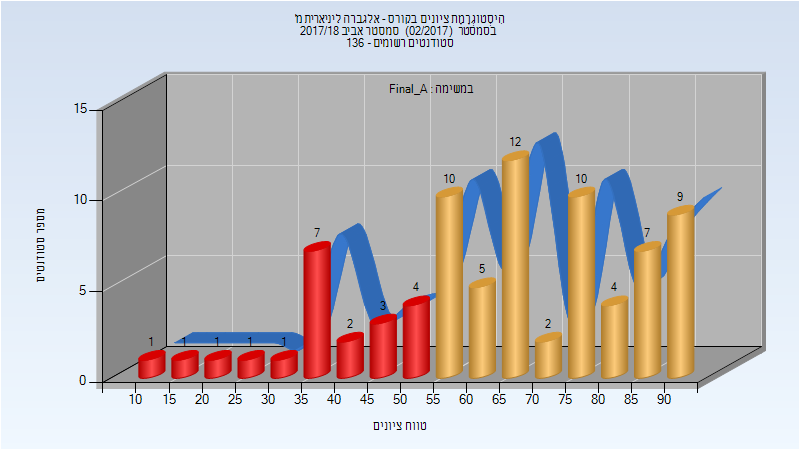 היסטוגרמת ציונים בקורס - אלגברה ליניארית מ'
בסמסטר (02/2017) סמסטר אביב 2017/18
סטודנטים רשומים - 136
במשימה : Final_A
מספר סטודנטים
15
10
5
0
1 1 1 1 1 7 2 3 4 10 5 12 2 10 4 7 9
10 15 20 25 30 35 40 45 50 55 60 65 70 75 80 85 90
טווח ציונים